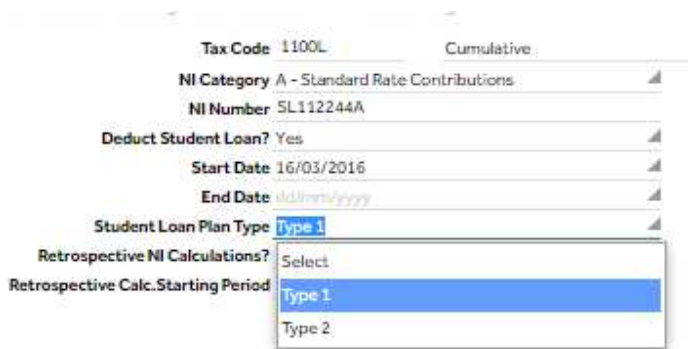 Tax Code 1100L Cumulative
NI Category A - Standard Rate Contributions
NI Number SL112244A
Deduct Student Loan? Yes
Start Date 16/03/2016
End Date dd/mm/yyyy
Student Loan Plan Type Type 1
Retrospective NI Calculations?
Select
Retrospective Calc.Starting Period
Type 1
Type 2